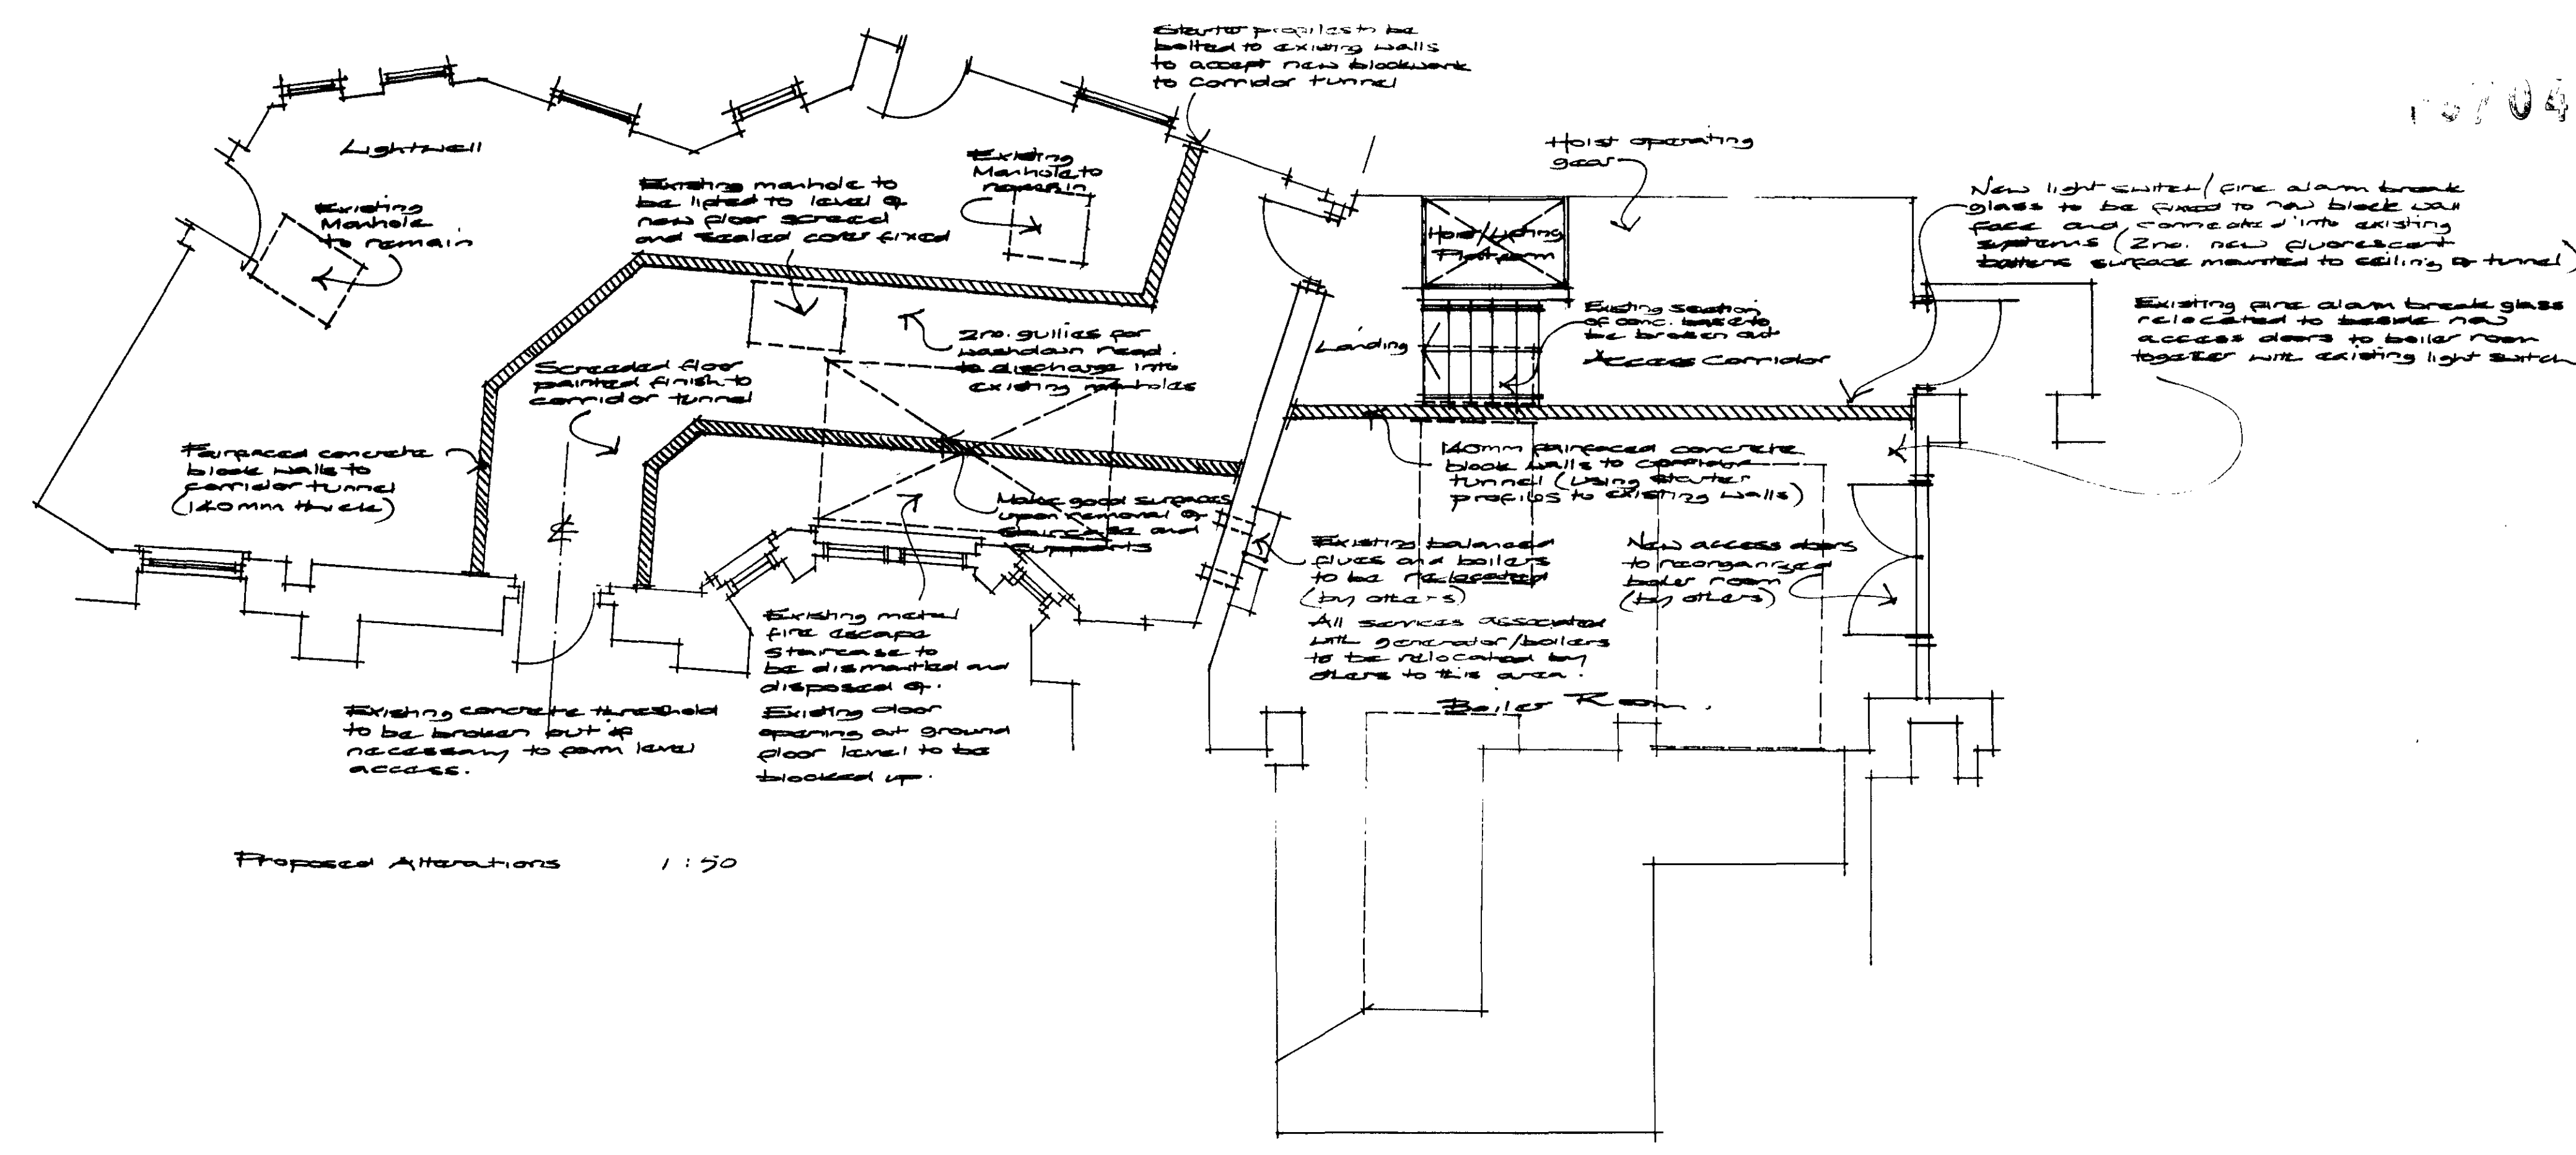 Starter profiles to be
bolted to existing walls
to accept new blockwork
to corridor tunnel
704
Lightwell
Existing
Manhole
to remain
Existing manhole to
be lifted to level of
new floor screed
and sealed cover fixed
Existing
Manhole to
remain
Hoist operating
gear
Hoist/Lifting
Platform
New light switch/fire alarm break
glass to be fixed to new block wall
face and connected into existing
systems (2no. new fluorescent
battens surface mounted to ceiling of tunnel)
Existing fire alarm break glass
relocated to beside new
access doors to boiler room
together with existing light switch
Existing section
of conc. base to
be broken out
Landing
Access Corridor
2no. gullies for
washdown reqd.
to discharge into
existing manholes
Screeded floor
painted finish to
corridor tunnel
Fairfaced concrete
block walls to
corridor tunnel
(140mm thick)
140mm fairfaced concrete
block walls to corridor
tunnel (using starter
profiles to existing walls)
Make good surfaces
upon removal of
staircase and
supports
Existing balanced
flues and boilers
to be relocated
(by others)
New access doors
to reorganised
boiler room
(by others)
All services associated
with generator/boilers
to be relocated by
others to this area.
Boiler Room.
Existing metal
fire escape
staircase to
be dismantled and
disposed of.
Existing door
opening at ground
floor level to be
blocked up.
Existing concrete threshold
to be broken out if
necessary to form level
access.
Proposed Alterations 1:50